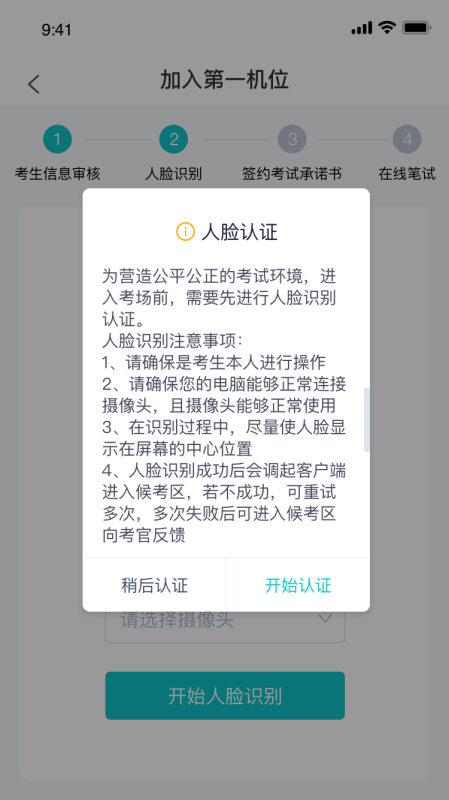 9:41
加入第一机位
1
2
3
4
考生信息审核
人脸识别
签约考试承诺书
在线笔试
人脸认证
为营造公平公正的考试环境，进
入考场前，需要先进行人脸识别
认证。
人脸识别注意事项：
1、请确保是考生本人进行操作
2、请确保您的电脑能够正常连接
摄像头，且摄像头能够正常使用
3、在识别过程中，尽量使人脸显
示在屏幕的中心位置
4、人脸识别成功后会调起客户端
进入候考区，若不成功，可重试
多次，多次失败后可进入候考区
向考官反馈
稍后认证
开始认证
请选择摄像头
开始人脸识别